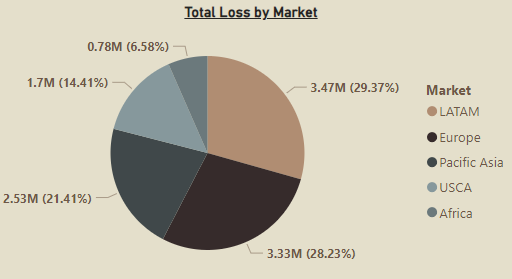 Total Loss by Market
0.78M (6.58%)
3.47M (29.37%)
1.7M (14.41%)
2.53M (21.41%)
3.33M (28.23%)
Market
LATAM
Europe
Pacific Asia
USCA
Africa